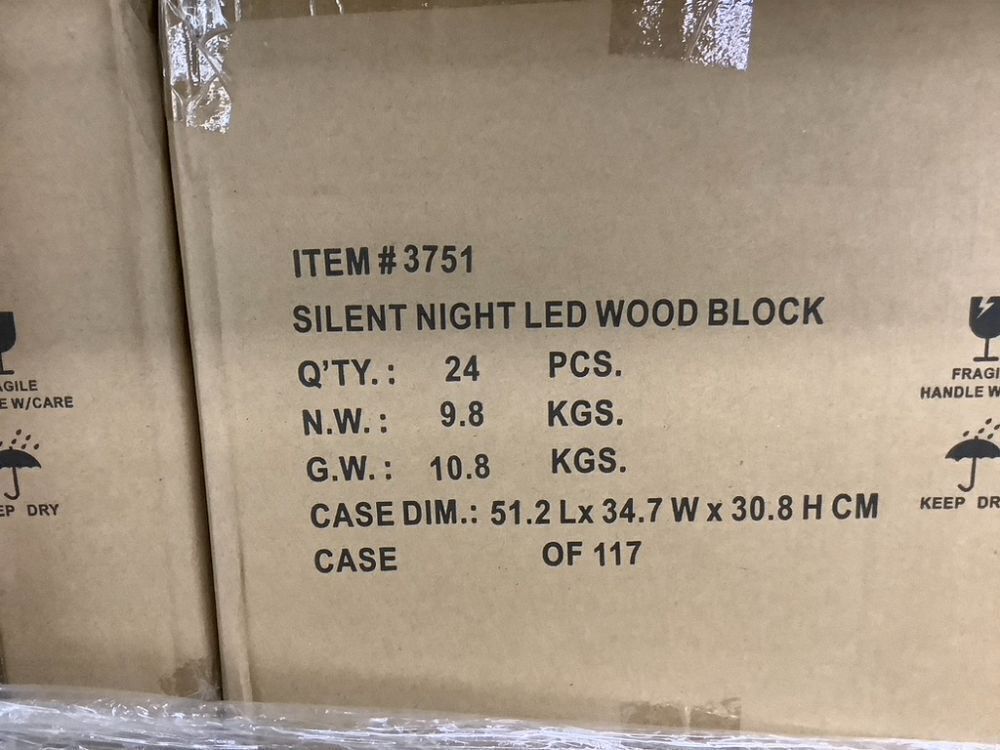 ITEM # 3751
SILENT NIGHT LED WOOD BLOCK
Q'TY. : 24 PCS.
N.W. : 9.8 KGS.
G.W. : 10.8 KGS.
CASE DIM.: 51.2 Lx 34.7 W x 30.8 H CM
CASE OF 117
AGILE
E W/CARE
EP DRY
FRAGI
HANDLE W
KEEP DR